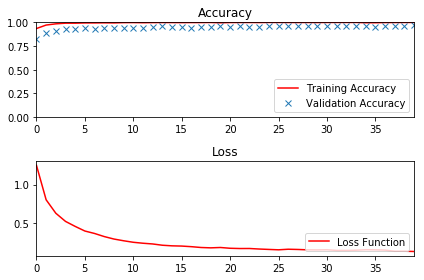 Accuracy
1.00
0.75
0.50
0.25
0.00
Training Accuracy
Validation Accuracy
0 5 10 15 20 25 30 35
Loss
1.0
0.5
Loss Function
0 5 10 15 20 25 30 35